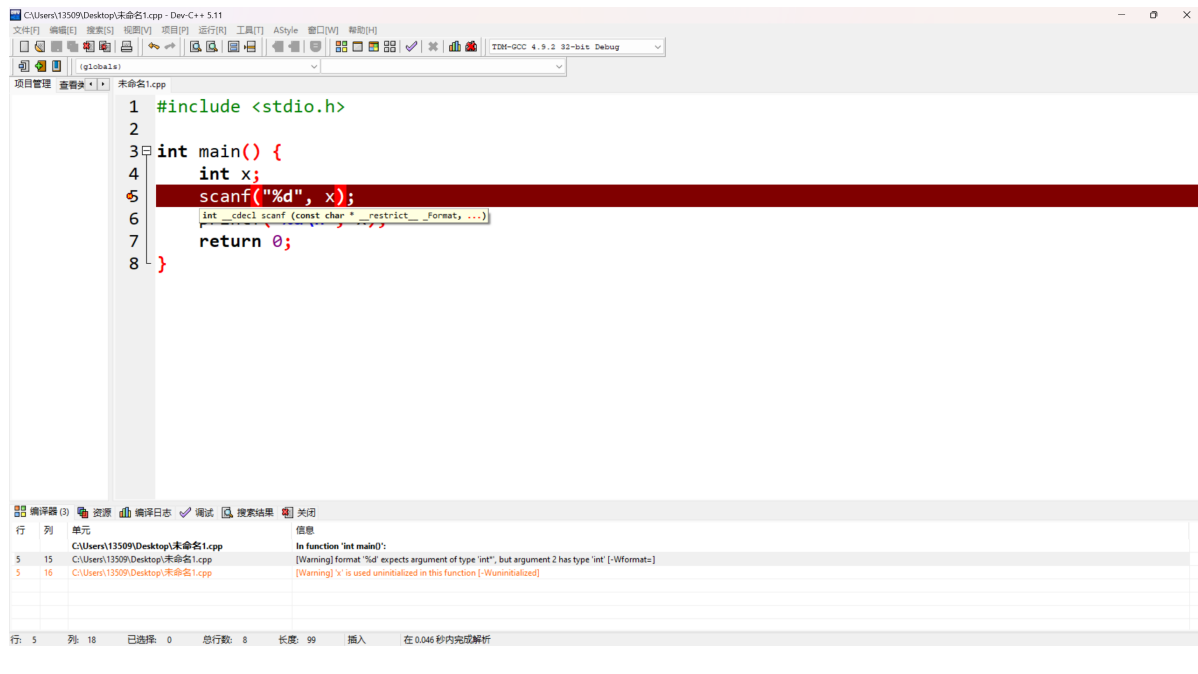 C:\Users\13509\Desktop\未命名1.cpp - Dev-C++ 5.11
文件[F] 编辑[E] 搜索[S] 视图[V] 项目[P] 运行[R] 工具[T] AStyle 窗口[W] 帮助[H]
TDM-GCC 4.9.2 32-bit Debug
(globals)
项目管理 查看类 未命名1.cpp
1 #include <stdio.h>
2
3 int main() {
4 int x;
5 scanf("%d", x);
int __cdecl scanf (const char * __restrict__ _Format, ...)
6
7 return 0;
8 }
编译器 (3) 资源 编译日志 调试 搜索结果 关闭
行 列 单元 信息
C:\Users\13509\Desktop\未命名1.cpp In function 'int main()':
5 15 C:\Users\13509\Desktop\未命名1.cpp [Warning] format '%d' expects argument of type 'int*', but argument 2 has type 'int' [-Wformat=]
5 16 C:\Users\13509\Desktop\未命名1.cpp [Warning] 'x' is used uninitialized in this function [-Wuninitialized]
行: 5 列: 18 已选择: 0 总行数: 8 长度: 99 插入 在 0.046 秒内完成解析